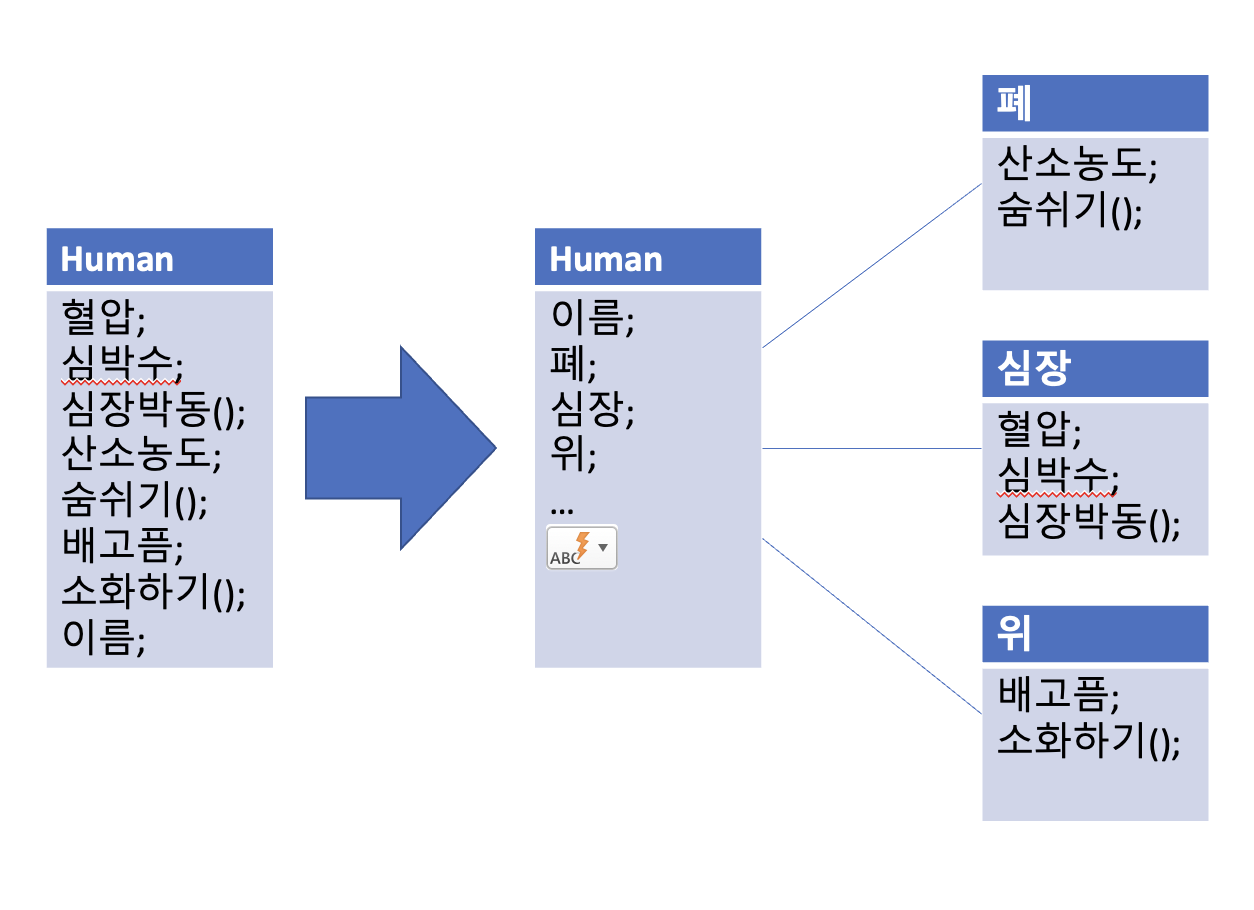 Human
혈압;
심박수;
심장박동();
산소농도;
숨쉬기();
배고픔;
소화하기();
이름;
Human
이름;
폐;
심장;
위;
...
ABC
폐
산소농도;
숨쉬기();
심장
혈압;
심박수;
심장박동();
위
배고픔;
소화하기();